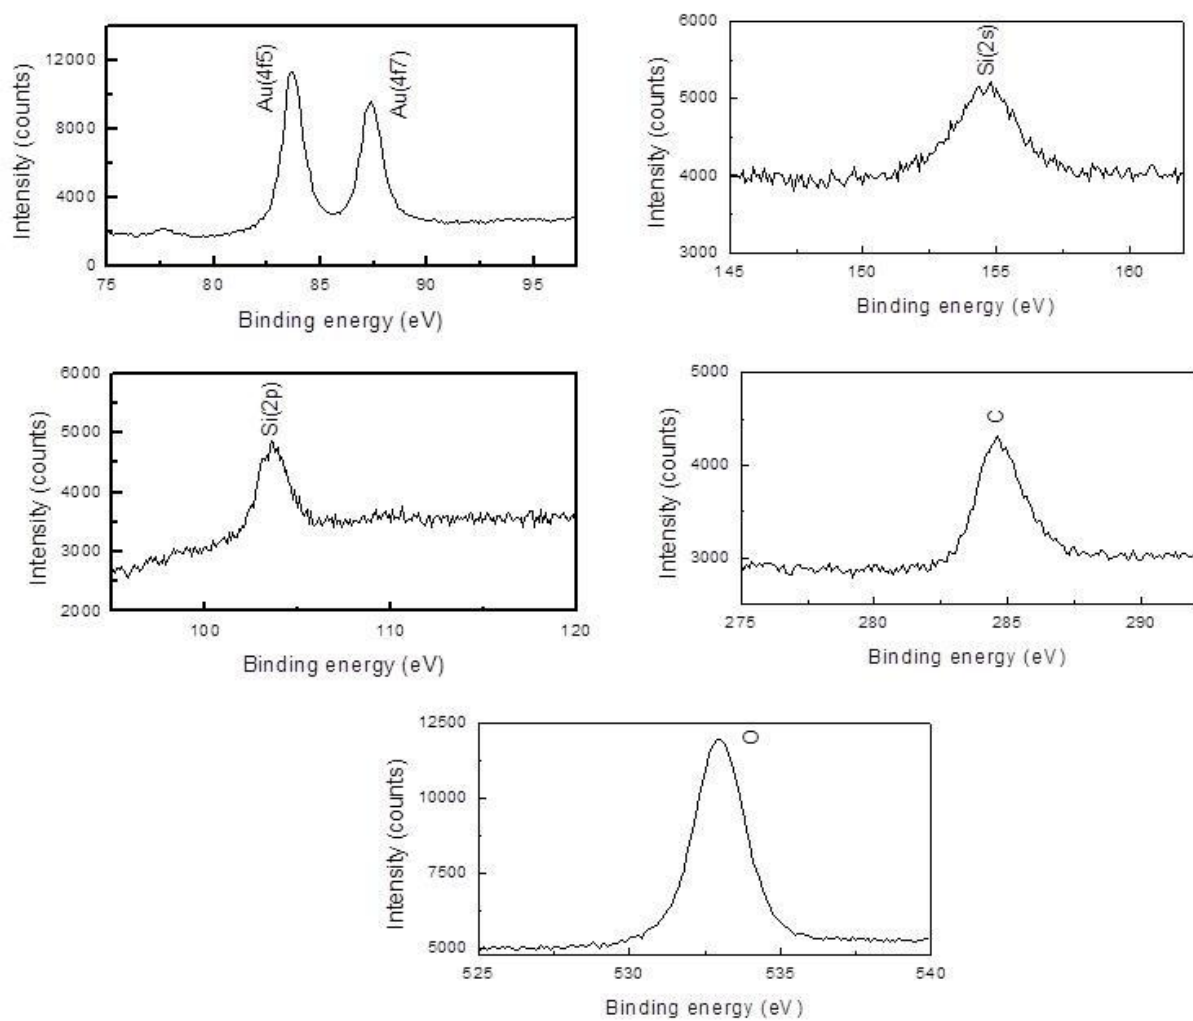 Intensity (counts)
12000
8000
4000
0
Au(4f5)
Au(4f7)
75
80
85
90
95
Binding energy (eV)
Intensity (counts)
6000
5000
4000
3000
Si(2s)
145
150
155
160
Binding energy (eV)
Intensity (counts)
6000
5000
4000
3000
2000
Si(2p)
100
110
120
Binding energy (eV)
Intensity (counts)
5000
4000
3000
C
275
280
285
290
Binding energy (eV)
Intensity (counts)
12500
10000
7500
5000
O
525
530
535
540
Binding energy (eV)